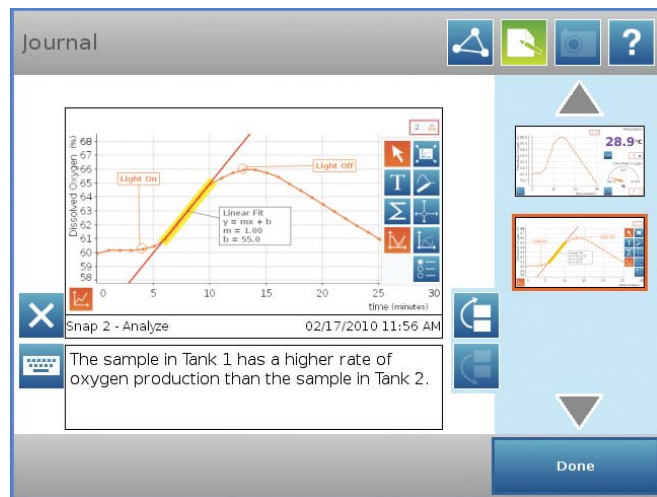 Journal
?
2
Dissolved Oxygen (%)
68
67
66
65
64
63
62
61
60
59
58
Light On
Light Off
Linear Fit
y = mx + b
m = 1.00
b = 55.0
T
Σ
0 5 10 15 20 25 30
time (minutes)
Snap 2 - Analyze 02/17/2010 11:56 AM
The sample in Tank 1 has a higher rate of
oxygen production than the sample in Tank 2.
28.9°C
Done